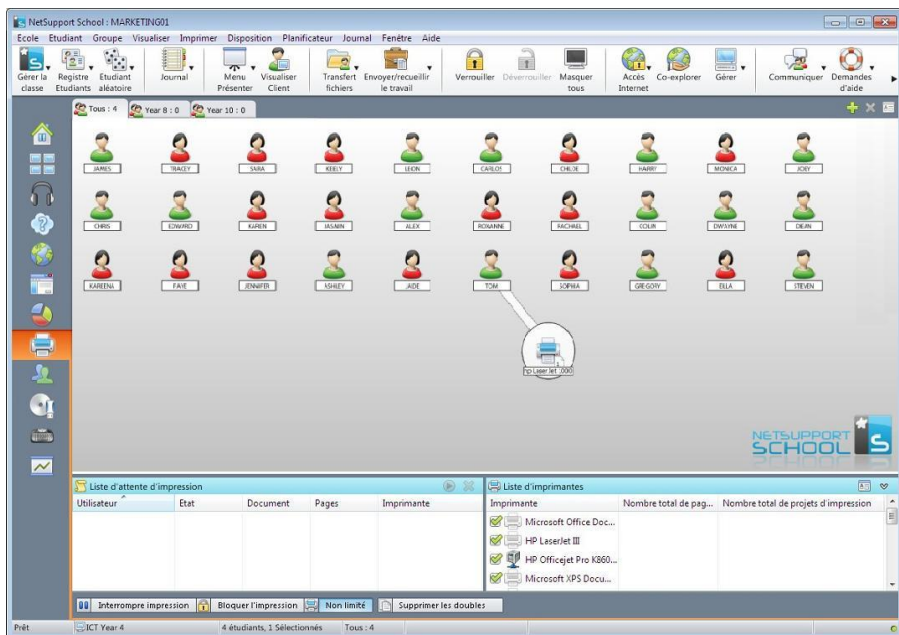 NetSupport School : MARKETING01
Ecole Etudiant Groupe Visualiser Imprimer Disposition Planificateur Journal Fenêtre Aide
Gérer la classe
Registre Etudiants
Etudiant aléatoire
Journal
Menu Présenter
Visualiser Client
Transfert fichiers
Envoyer/recueillir le travail
Verrouiller
Déverrouiller
Masquer tous
Accès Internet
Co-explorer
Gérer
Communiquer
Demandes d'aide
Tous : 4 Year 8 : 0 Year 10 : 0
JAMES TRACEY SARA KEELY LEON CARLOS CHILOE HARRY MONICA JOEY
CHRIS EDWARD KAREN JASMIN ALEX ROXANNE RACHAEL COLIN DWAYNE DEAN
KAREENA FAYE JENNIFER ASHLEY JADE TOM SOPHIA GREGORY ELLA STEVEN
hp LaserJet
NETSUPPORT
SCHOOL
Liste d'attente d'impression
Utilisateur Etat Document Pages Imprimante
Liste d'imprimantes
Imprimante Nombre total de pag... Nombre total de projets d'impression
Microsoft Office Doc...
HP LaserJet III
HP Officejet Pro K860...
Microsoft XPS Docu...
Interrompre impression Bloquer l'impression Non limité Supprimer les doubles
Prêt ICT Year 4 4 étudiants, 1 Sélectionnés Tous : 4